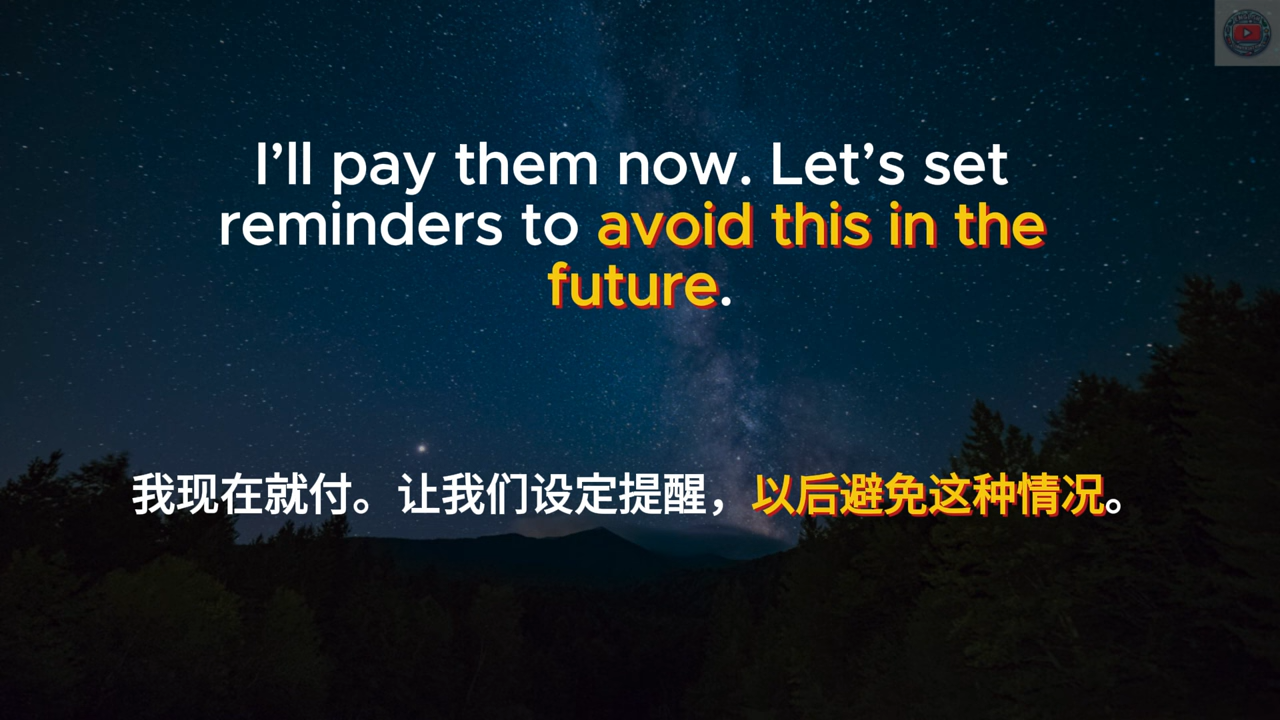 I’ll pay them now. Let’s set
reminders to avoid this in the
future.
我现在就付。让我们设定提醒，以后避免这种情况。